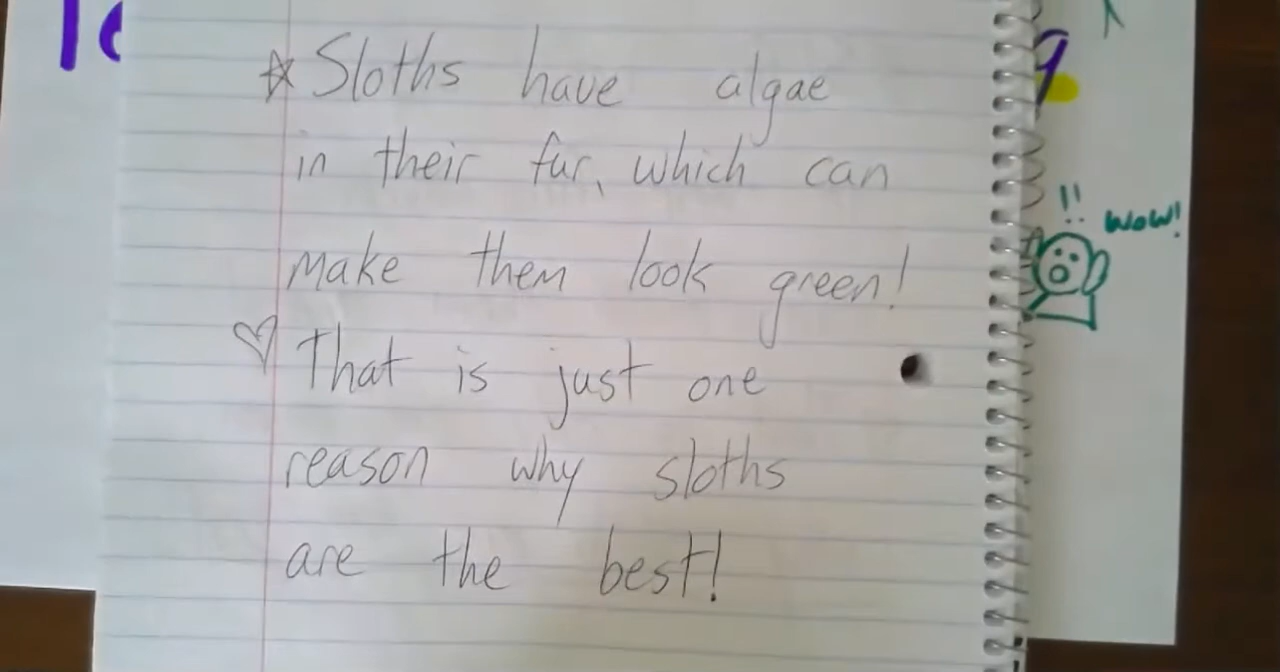 ☆ Sloths have algae
in their fur, which can
make them look green!
♡ That is just one
reason why sloths
are the best!
!!
wow!